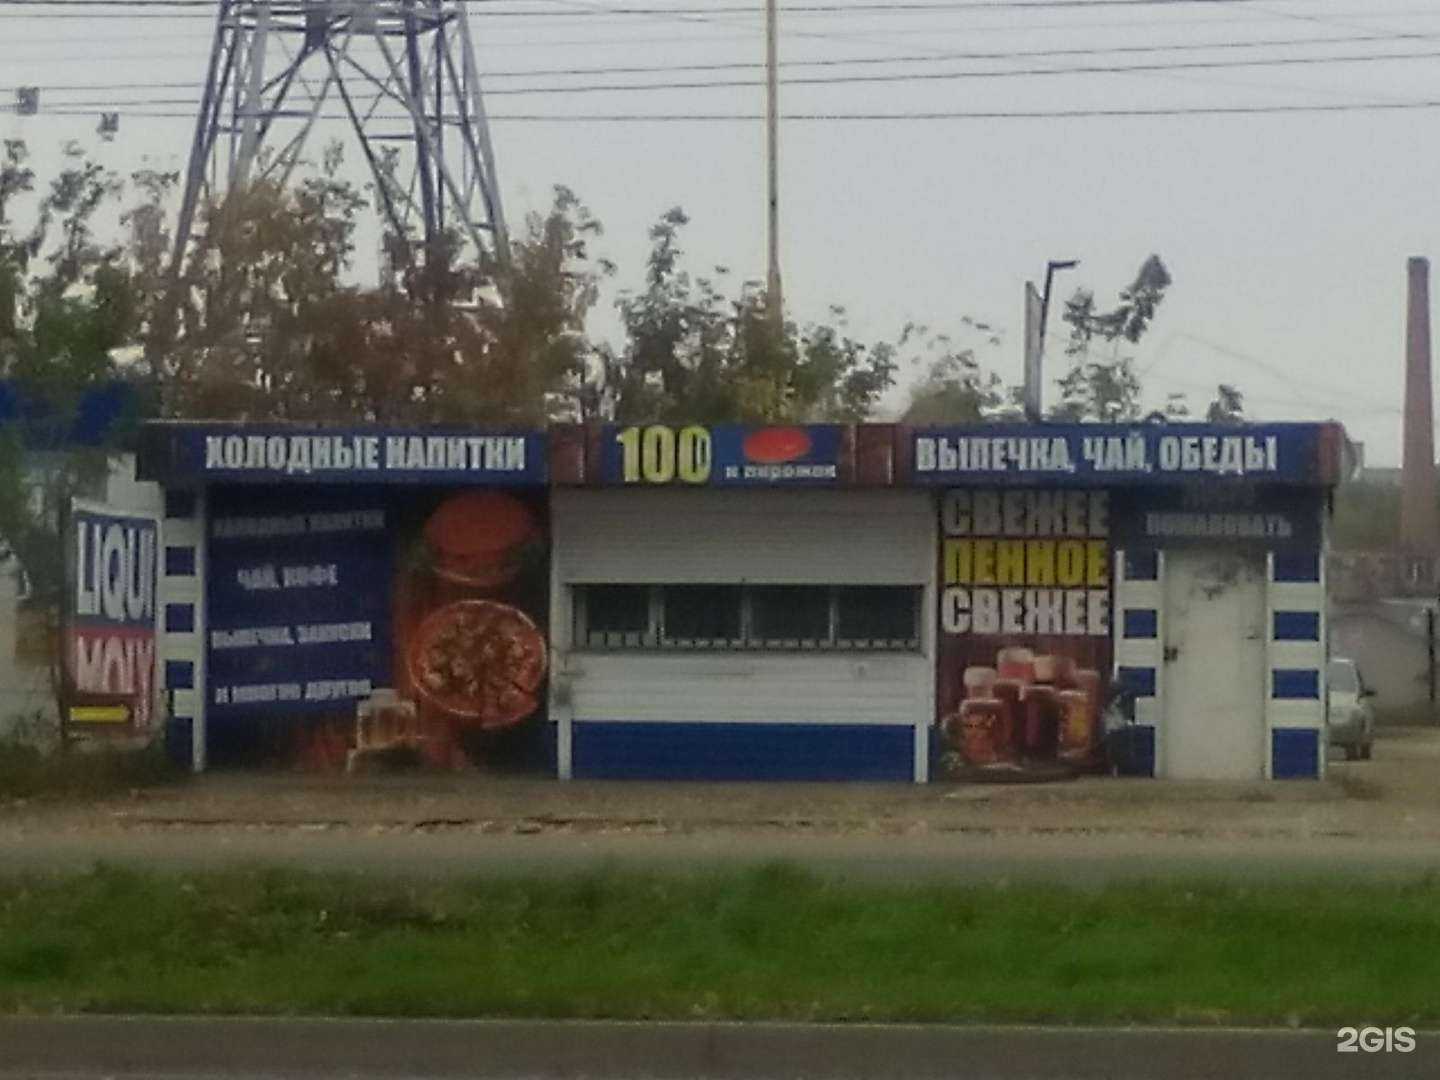 ХОЛОДНЫЕ НАПИТКИ
100
и пирожок
ВЫПЕЧКА, ЧАЙ, ОБЕДЫ
ХОЛОДНЫЕ НАПИТКИ
ЧАЙ, КОФЕ
ВЫПЕЧКА, ЗАКУСКИ
И МНОГОЕ ДРУГОЕ
СВЕЖЕЕ
ПЕННОЕ
СВЕЖЕЕ
ПОЖАЛОВАТЬ
LIQUI
MOLY
2GIS